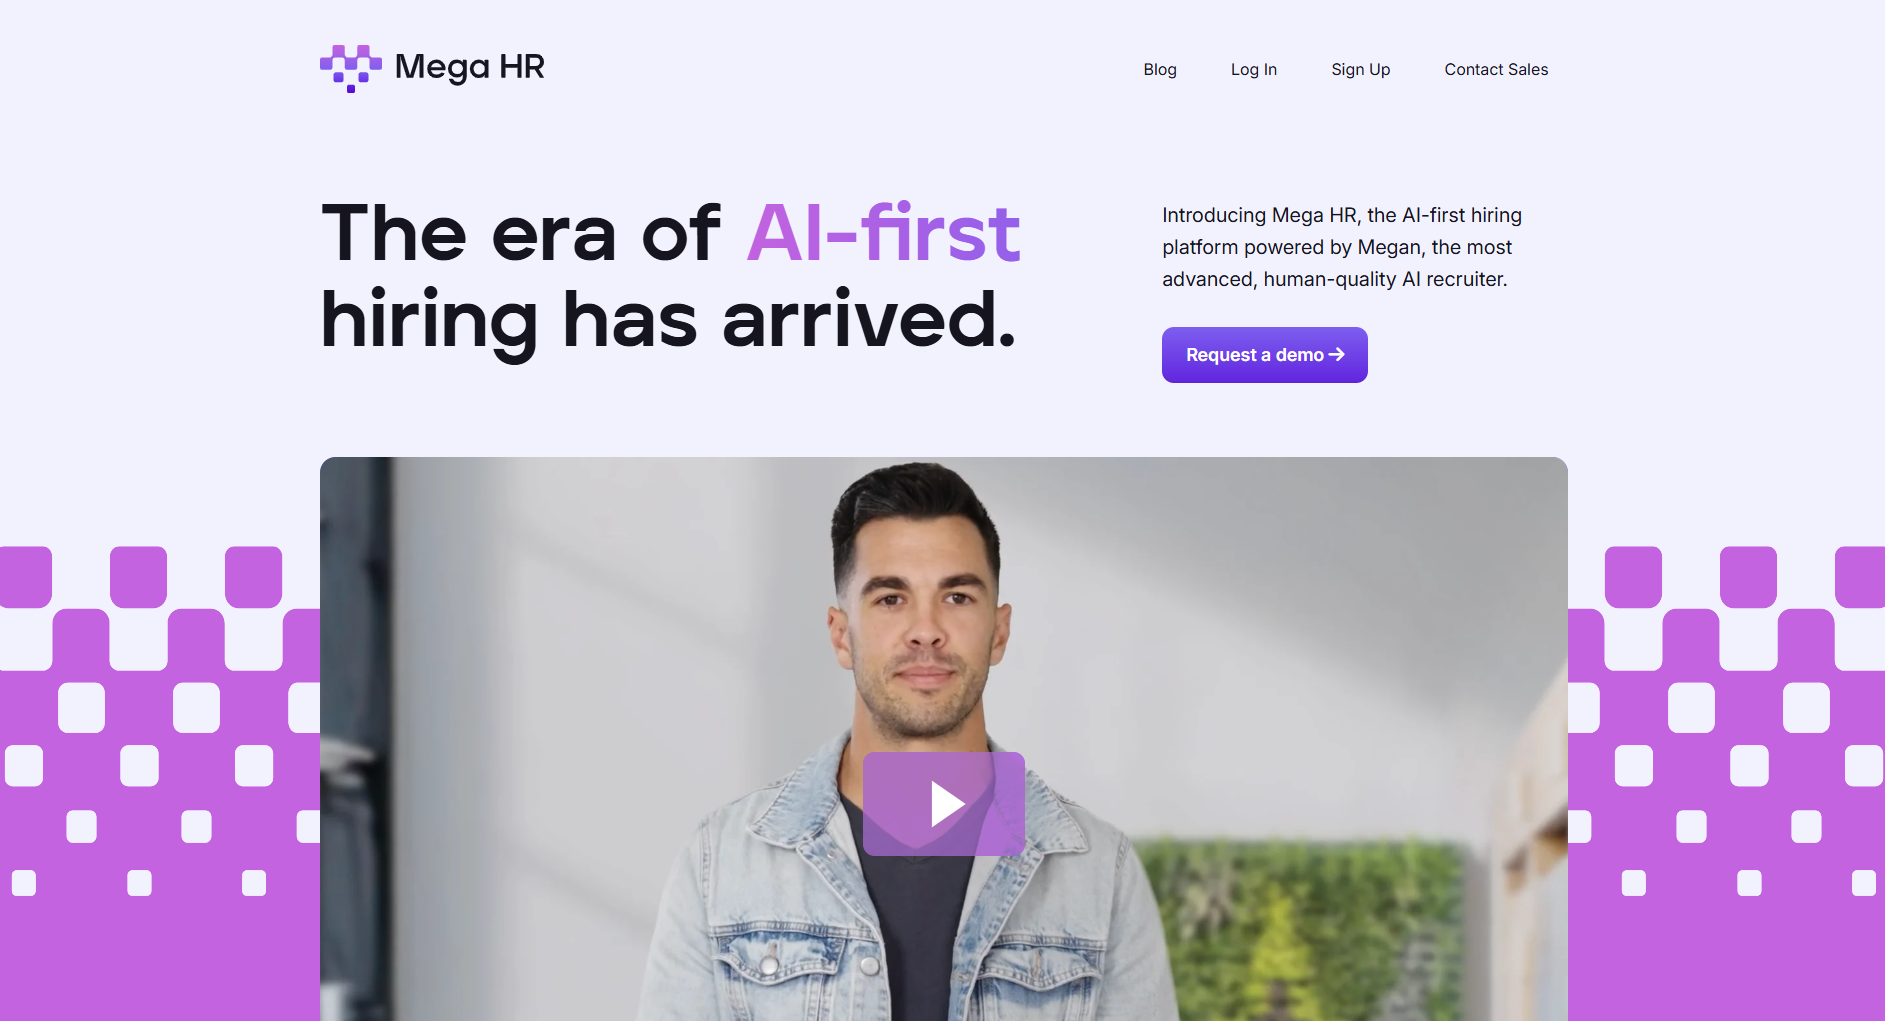 Mega HR
Blog
Log In
Sign Up
Contact Sales
The era of AI-first
hiring has arrived.
Introducing Mega HR, the AI-first hiring
platform powered by Megan, the most
advanced, human-quality AI recruiter.
Request a demo →